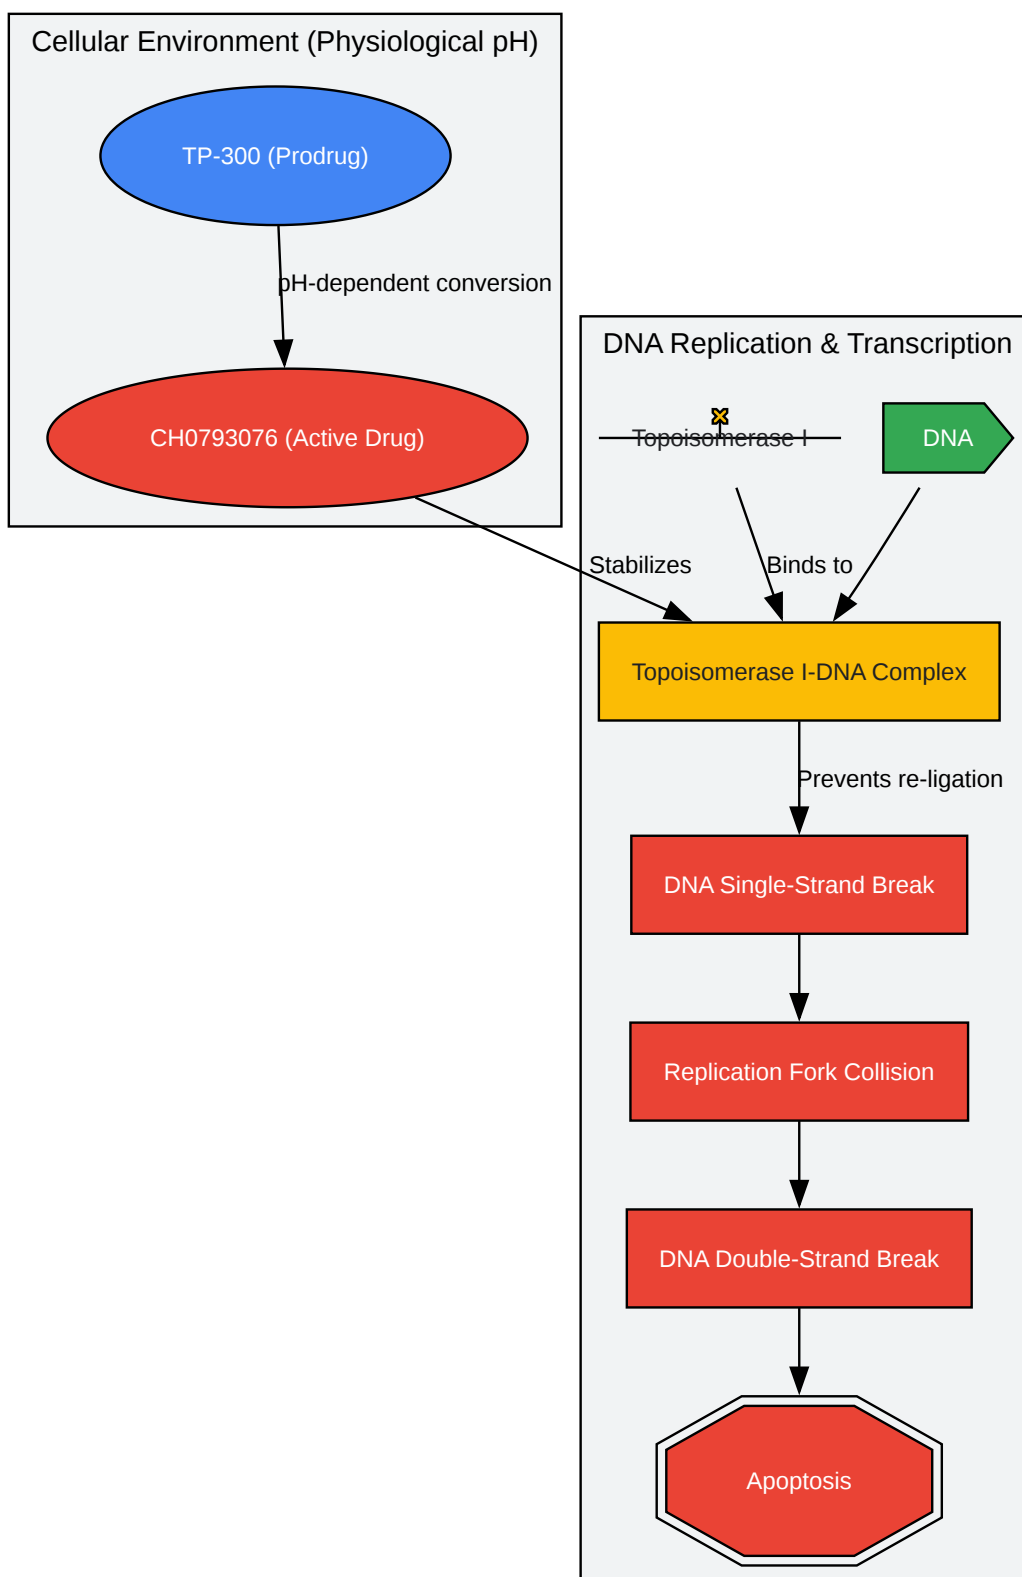 Cellular Environment (Physiological pH)
TP-300 (Prodrug)
pH-dependent conversion
CH0793076 (Active Drug)
DNA Replication & Transcription
Topoisomerase I
DNA
Stabilizes
Binds to
Topoisomerase I-DNA Complex
Prevents re-ligation
DNA Single-Strand Break
Replication Fork Collision
DNA Double-Strand Break
Apoptosis